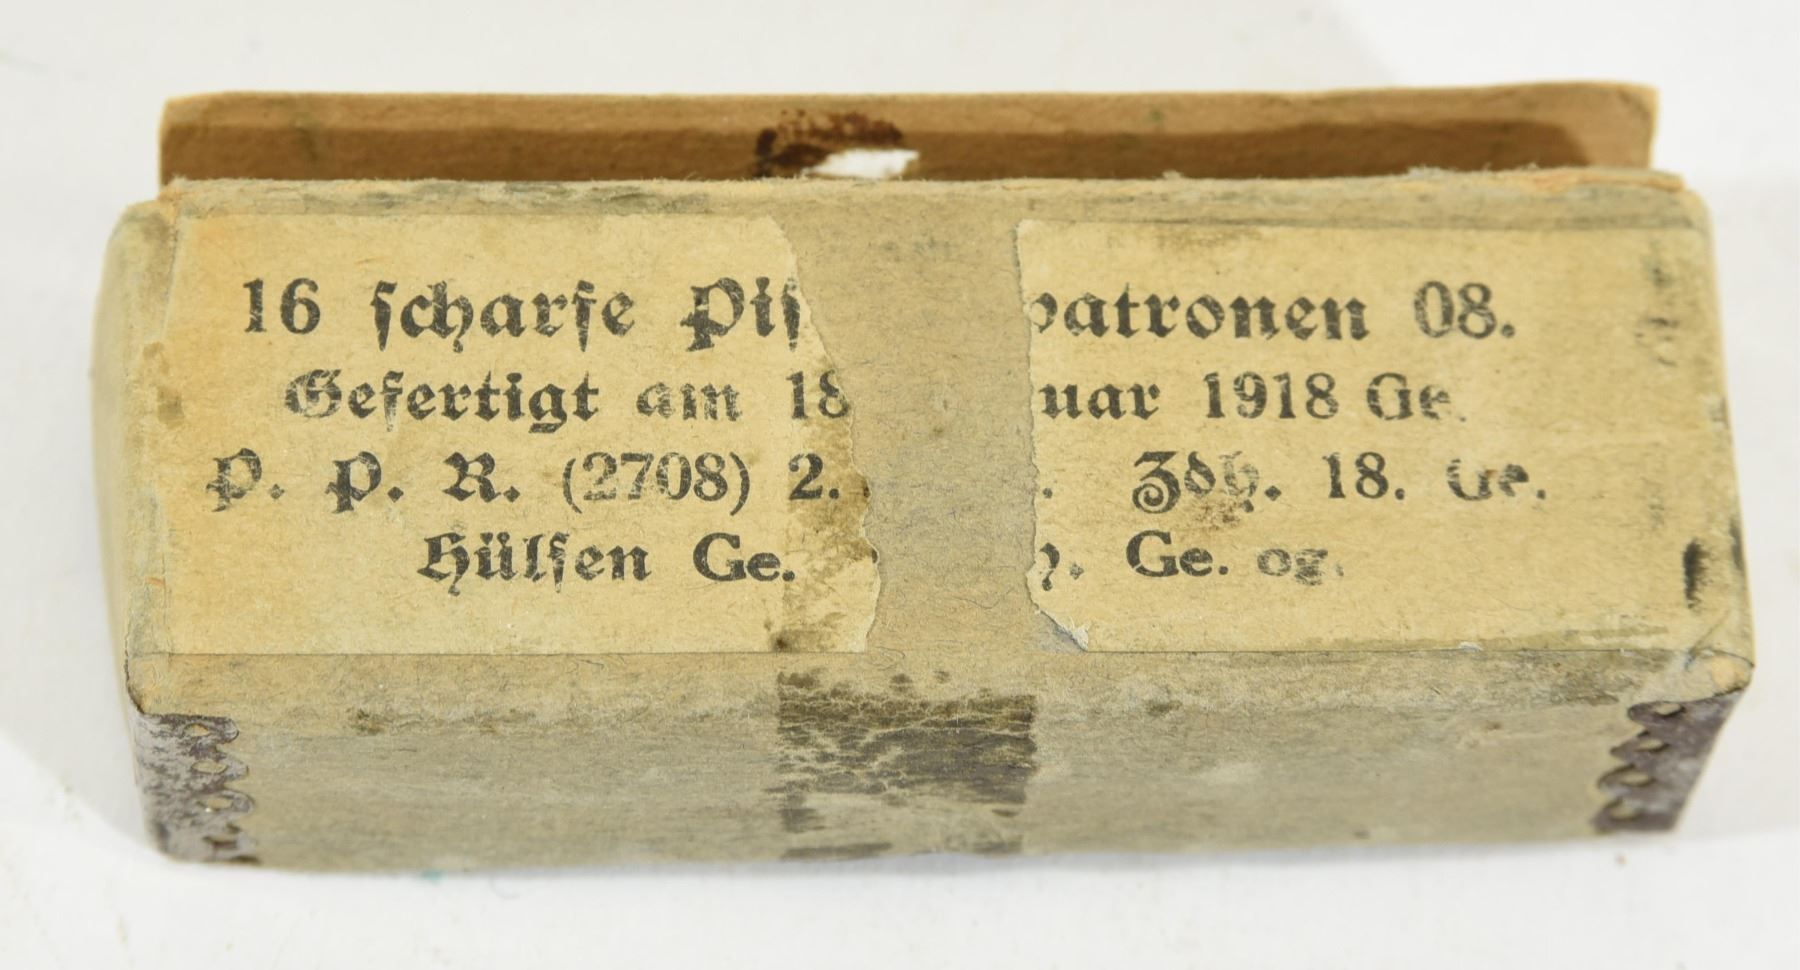 16 scharfe Pis patronen 08.
Gefertigt am 18 uar 1918 Ge.
P. P. R. (2708) 2. . Zdh. 18. Ge.
Hülsen Ge. h. Ge. og.